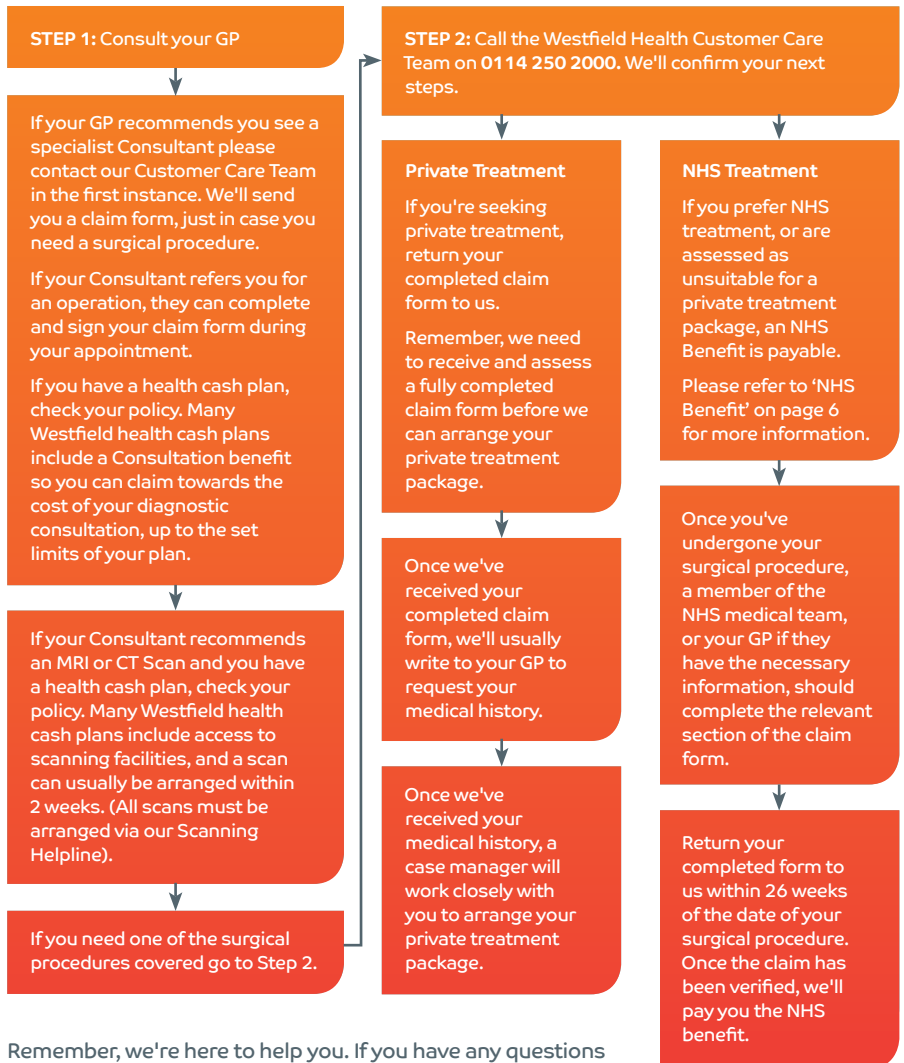 STEP 1: Consult your GP
If your GP recommends you see a
specialist Consultant please
contact our Customer Care Team
in the first instance. We'll send
you a claim form, just in case you
need a surgical procedure.
If your Consultant refers you for
an operation, they can complete
and sign your claim form during
your appointment.
If you have a health cash plan,
check your policy. Many
Westfield health cash plans
include a Consultation benefit
so you can claim towards the
cost of your diagnostic
consultation, up to the set
limits of your plan.
If your Consultant recommends
an MRI or CT Scan and you have
a health cash plan, check your
policy. Many Westfield health
cash plans include access to
scanning facilities, and a scan
can usually be arranged within
2 weeks. (All scans must be
arranged via our Scanning
Helpline).
If you need one of the surgical
procedures covered go to Step 2.
STEP 2: Call the Westfield Health Customer Care
Team on 0114 250 2000. We'll confirm your next
steps.
Private Treatment
If you're seeking
private treatment,
return your
completed claim
form to us.
Remember, we need
to receive and assess
a fully completed
claim form before we
can arrange your
private treatment
package.
Once we've
received your
completed claim
form, we'll usually
write to your GP to
request your
medical history.
Once we've
received your
medical history, a
case manager will
work closely with
you to arrange your
private treatment
package.
NHS Treatment
If you prefer NHS
treatment, or are
assessed as
unsuitable for a
private treatment
package, an NHS
Benefit is payable.
Please refer to ‘NHS
Benefit’ on page 6
for more information.
Once you've
undergone your
surgical procedure,
a member of the
NHS medical team,
or your GP if they
have the necessary
information, should
complete the relevant
section of the claim
form.
Return your
completed form to
us within 26 weeks
of the date of your
surgical procedure.
Once the claim has
been verified, we'll
pay you the NHS
benefit.
Remember, we're here to help you. If you have any questions